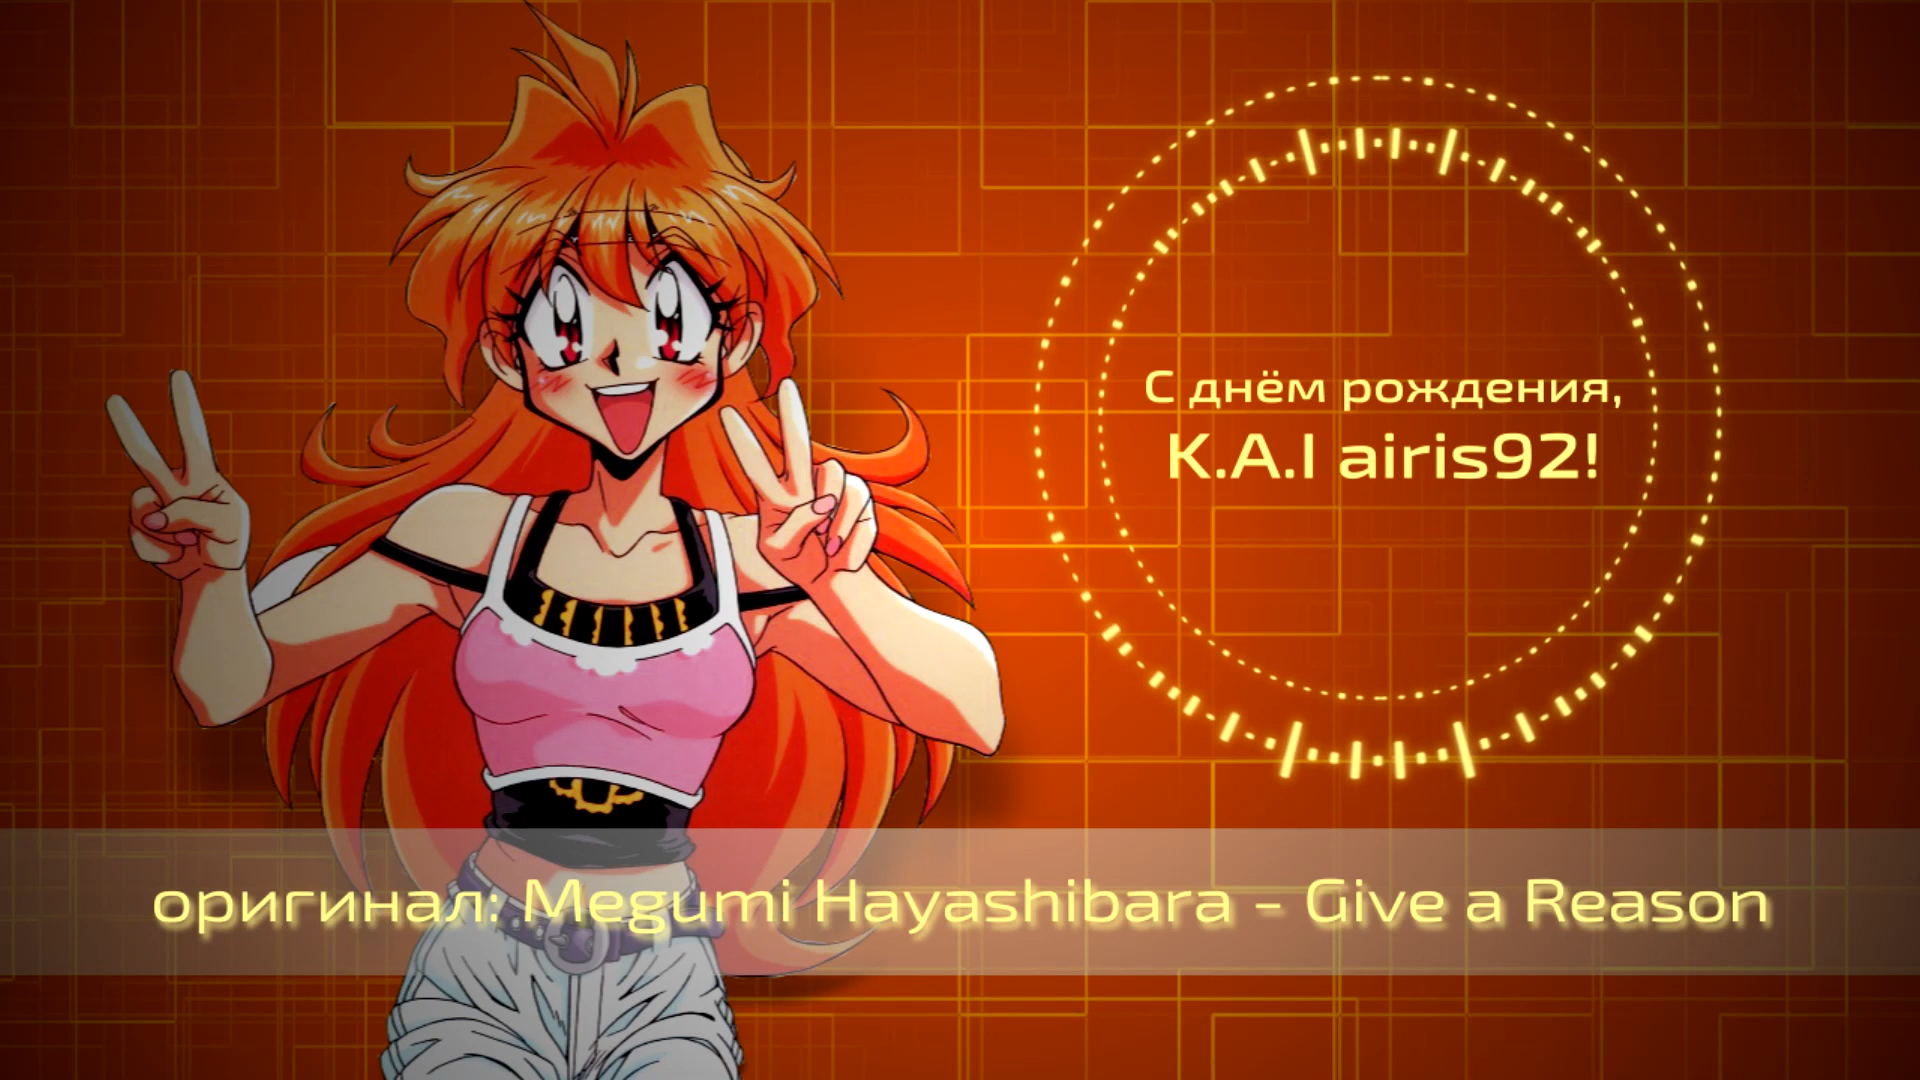 С днём рождения,
K.A.I airis92!
оригинал: Megumi Hayashibara - Give a Reason